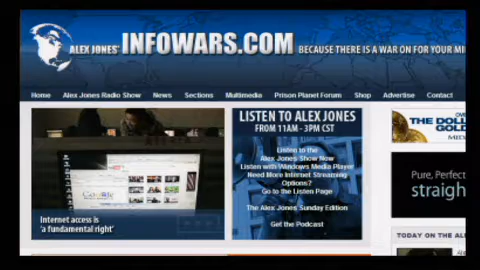 ALEX JONES' INFOWARS.COM BECAUSE THERE IS A WAR ON FOR YOUR MI
Home Alex Jones Radio Show News Sections Multimedia Prison Planet Forum Shop Advertise Contact
LISTEN TO ALEX JONES
FROM 11AM - 3PM CST
Listen to the
Alex Jones Show Now
Listen with Windows Media Player
Need More Internet Streaming
Options?
Go to the Listen Page
The Alex Jones Sunday Edition
Get the Podcast
Google
Internet access is
'a fundamental right'
THE DOLL
GOL
Pure, Perfect
straigh
TODAY ON THE AL